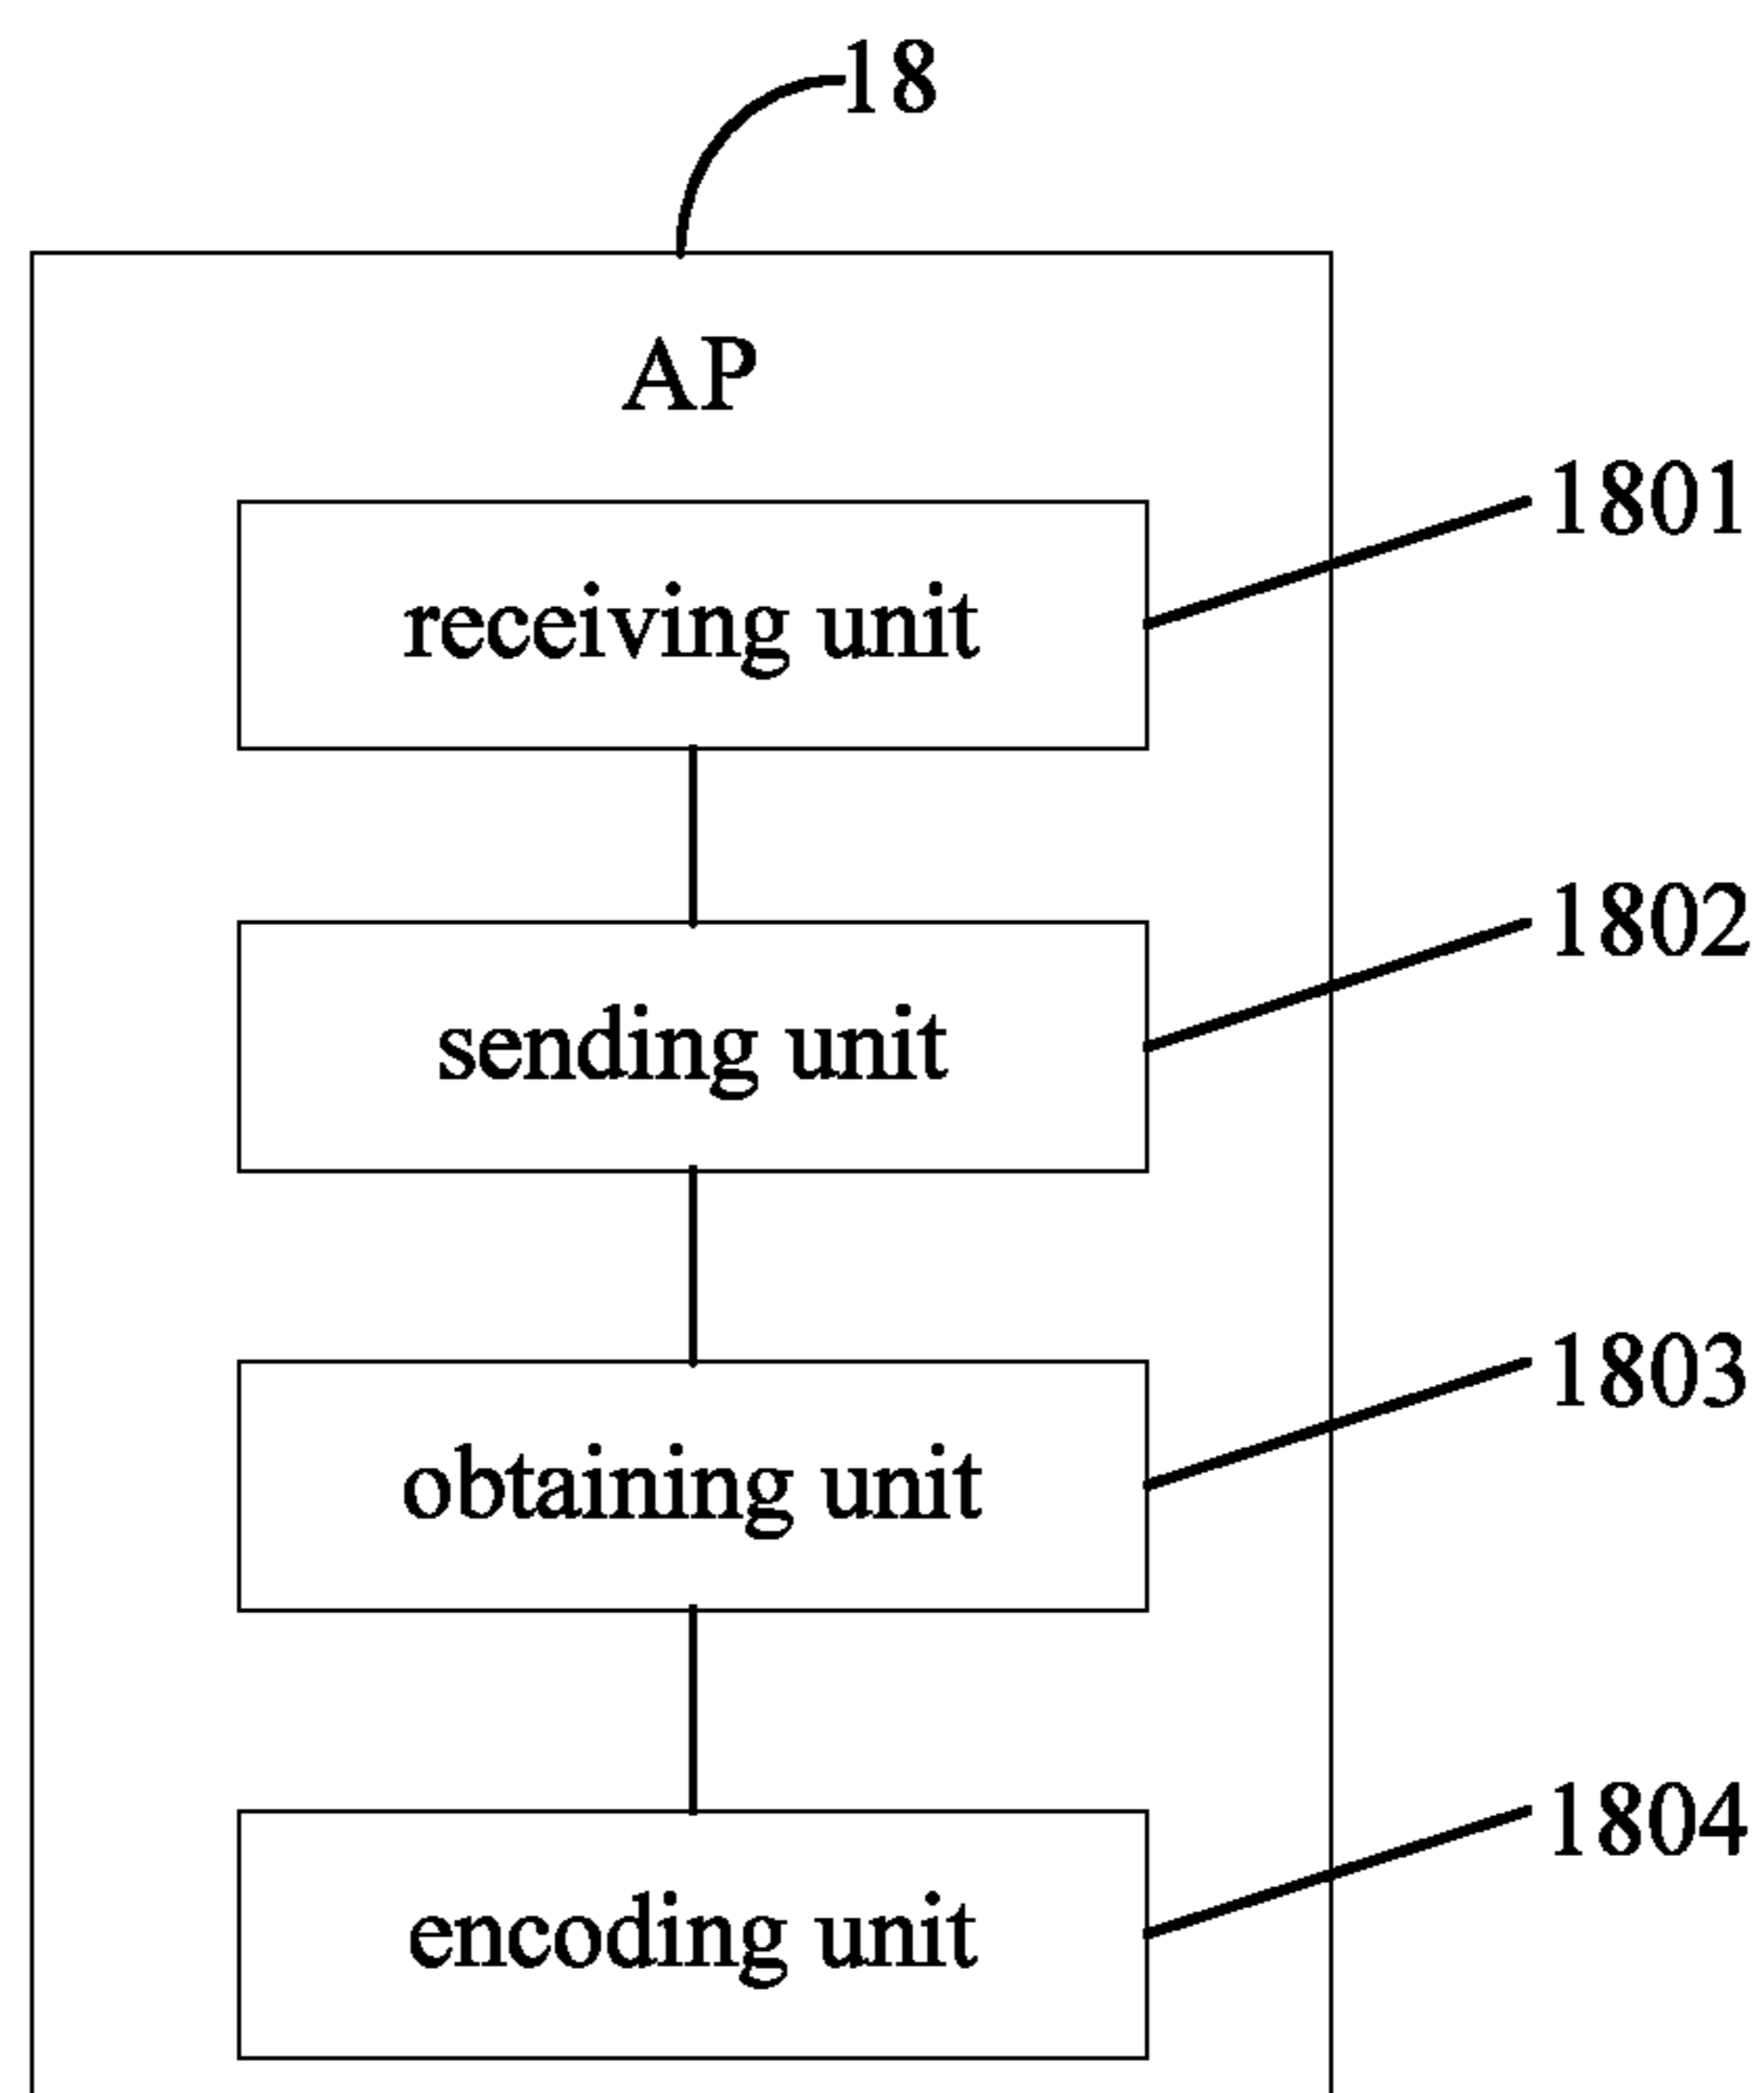 18
AP
1801
receiving unit
1802
sending unit
1803
obtaining unit
1804
encoding unit